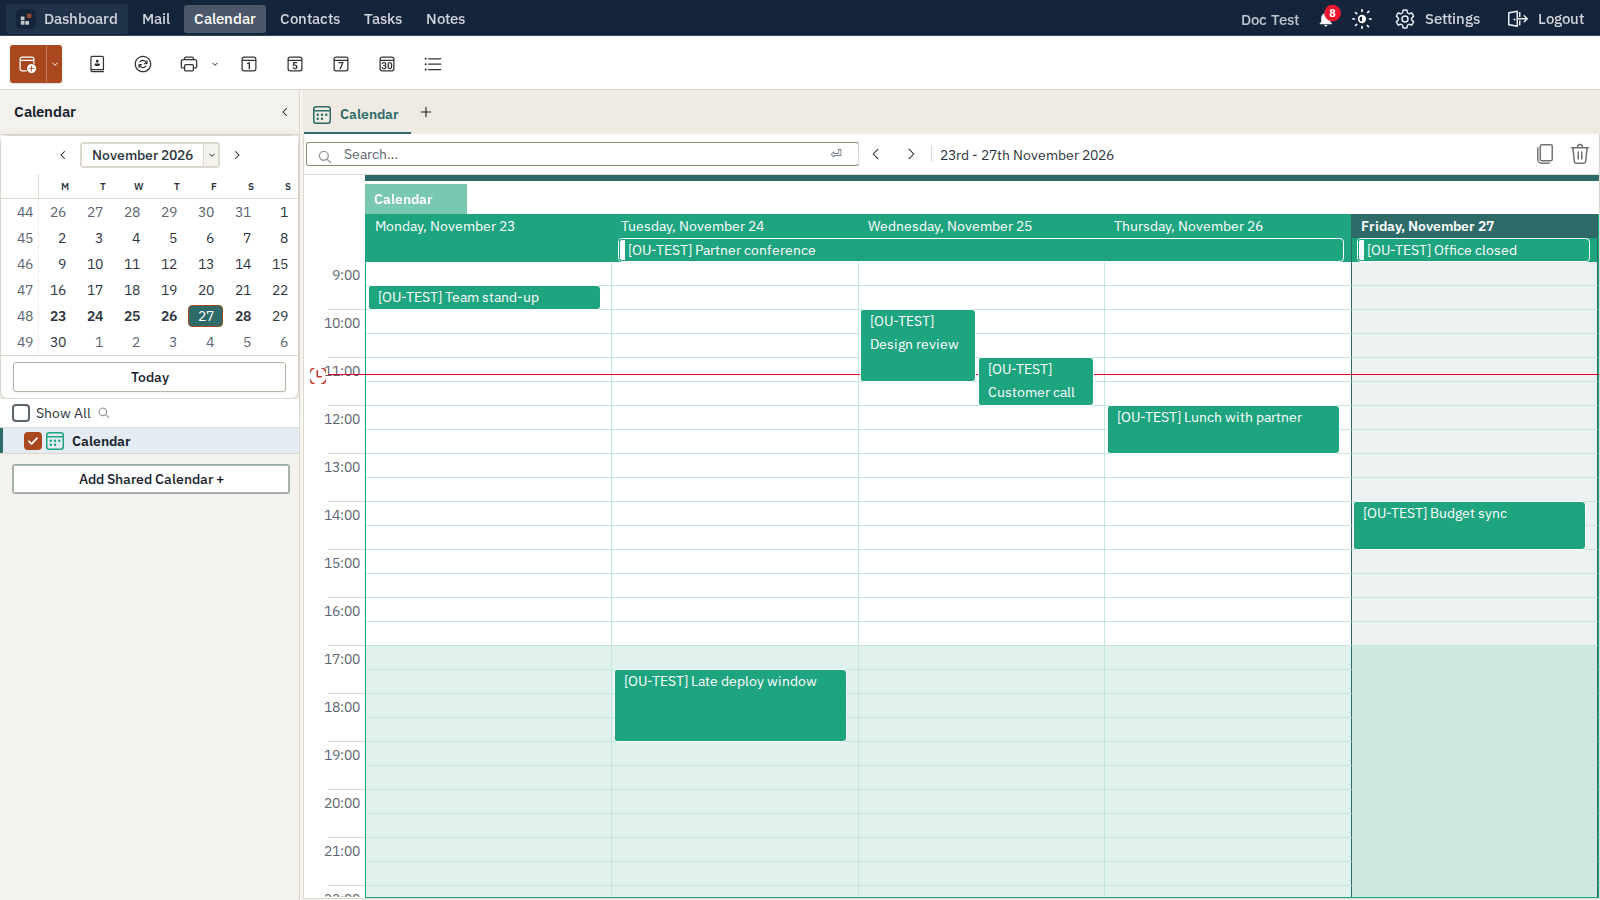 Dashboard
Mail
Calendar
Contacts
Tasks
Notes
Doc Test
8
Settings
Logout
1
5
7
30
Calendar
November 2026
M T W T F S S
44 26 27 28 29 30 31 1
45 2 3 4 5 6 7 8
46 9 10 11 12 13 14 15
47 16 17 18 19 20 21 22
48 23 24 25 26 27 28 29
49 30 1 2 3 4 5 6
Today
Show All
Calendar
Add Shared Calendar +
Calendar
Search...
23rd - 27th November 2026
Calendar
Monday, November 23
Tuesday, November 24
Wednesday, November 25
Thursday, November 26
Friday, November 27
[OU-TEST] Partner conference
[OU-TEST] Office closed
9:00
[OU-TEST] Team stand-up
10:00
[OU-TEST]
Design review
11:00
[OU-TEST]
Customer call
12:00
[OU-TEST] Lunch with partner
13:00
14:00
[OU-TEST] Budget sync
15:00
16:00
17:00
[OU-TEST] Late deploy window
18:00
19:00
20:00
21:00